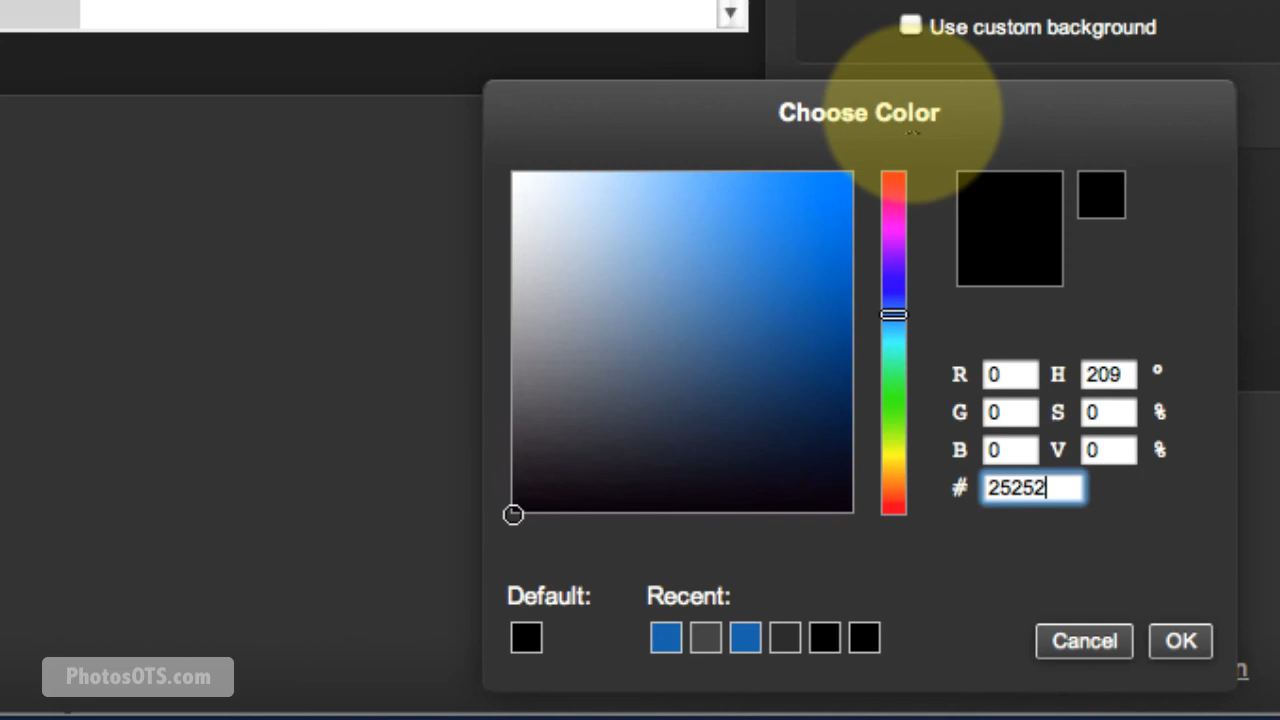 Use custom background
Choose Color
R 0 H 209 °
G 0 S 0 %
B 0 V 0 %
# 25252
Default: Recent:
Cancel OK
PhotosOTS.com